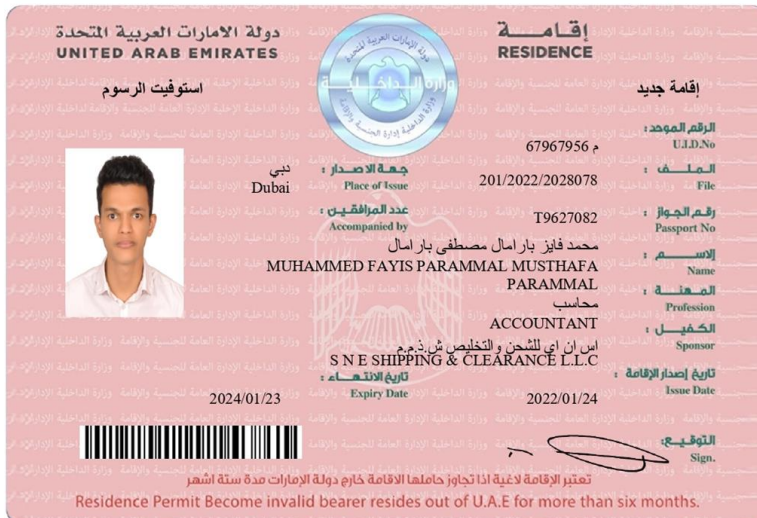 دولة الامارات العربية المتحدة
UNITED ARAB EMIRATES
إقامة
RESIDENCE
استوفيت الرسوم
إقامة جديد
الرقم الموحد :
U.I.D.No
م 67967956
جهة الاصدار :
Place of Issue
دبي
Dubai
الملف :
File
201/2022/2028078
عدد المرافقين :
Accompanied by
رقم الجواز :
Passport No
T9627082
الاسم :
Name
محمد فايز بارامال مصطفى بارامال
MUHAMMED FAYIS PARAMMAL MUSTHAFA
PARAMMAL
المهنة :
Profession
محاسب
ACCOUNTANT
الكفيل :
Sponsor
اس ان اي للشحن والتخليص ش.ذ.م.م
S N E SHIPPING & CLEARANCE L.L.C
تاريخ إصدار الإقامة :
Issue Date
2022/01/24
تاريخ الانتهاء :
Expiry Date
2024/01/23
التوقيع:
Sign.
تعتبر الإقامة لاغية اذا تجاوز حاملها الاقامة خارج دولة الإمارات مدة ستة اشهر
Residence Permit Become invalid bearer resides out of U.A.E for more than six months.